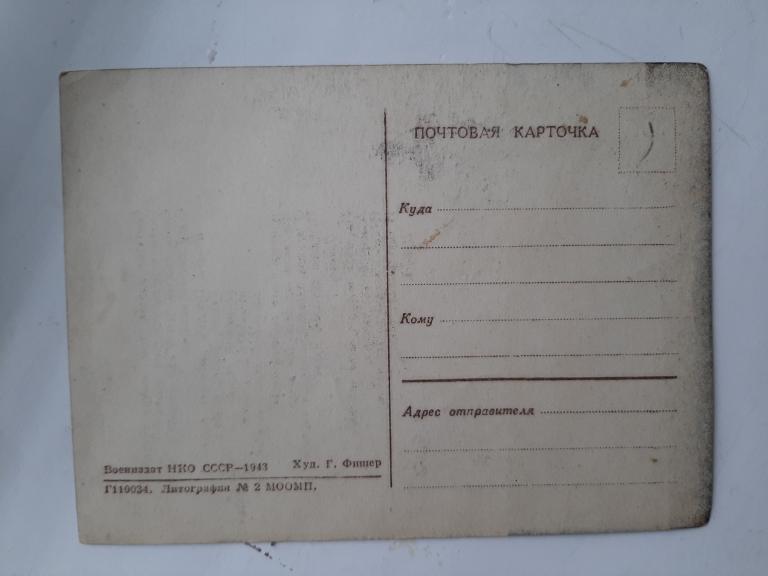 ПОЧТОВАЯ КАРТОЧКА
Куда
Кому
Адрес отправителя
Воениздат НКО СССР—1943 Худ. Г. Фишер
Г110034. Литография № 2 МООМП.